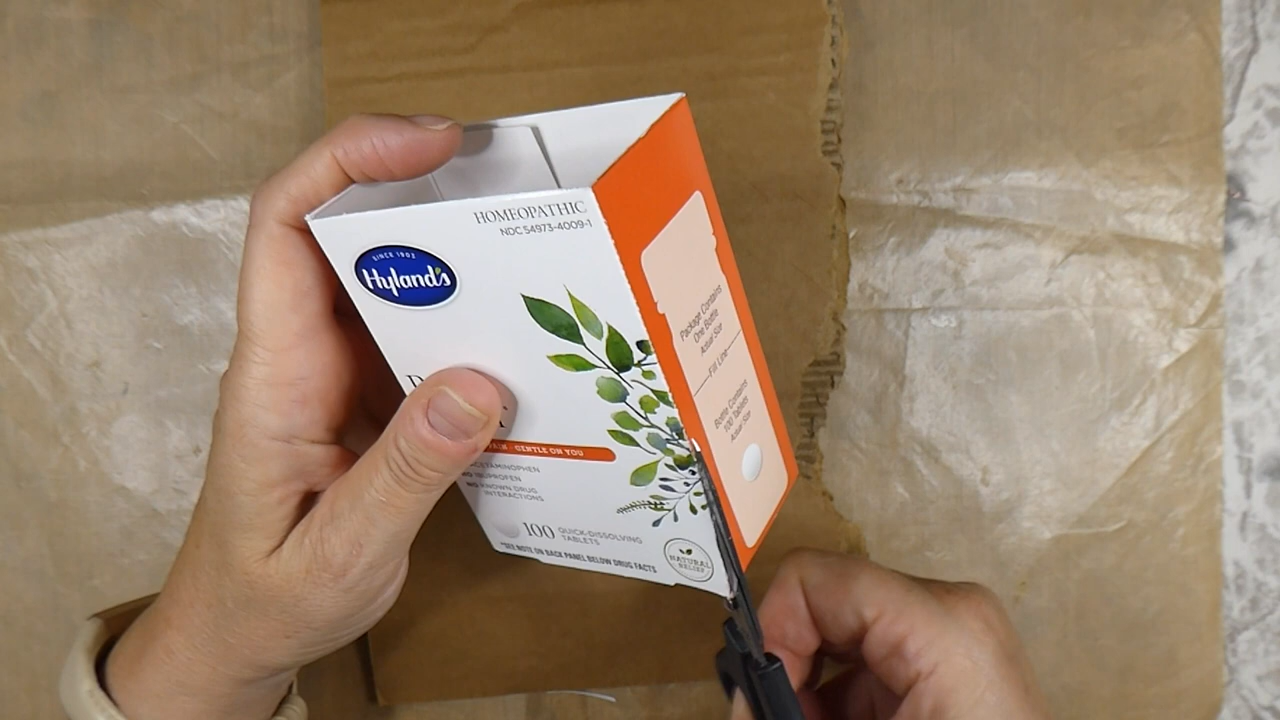 HOMEOPATHIC
NDC 54973-4009-1
SINCE 1903
Hyland's
GENTLE ON YOU
IBUPROFEN
KNOWN DRUG
INTERACTIONS
100 QUICK-DISSOLVING
TABLETS
*SEE NOTE ON BACK PANEL BELOW DRUG FACTS
NATURAL
RELIEF
Package Contains
One Bottle
Actual Size
Fill Line
Bottle Contains
100 Tablets
Actual Size